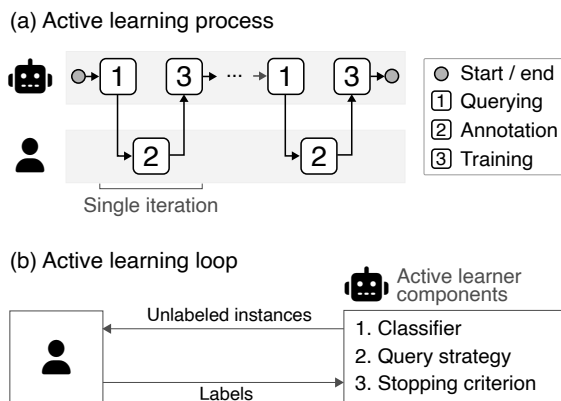 (a) Active learning process
1 3 ... 1 3
2 2
Single iteration
Start / end
1 Querying
2 Annotation
3 Training
(b) Active learning loop
Active learner
components
Unlabeled instances
Labels
1. Classifier
2. Query strategy
3. Stopping criterion